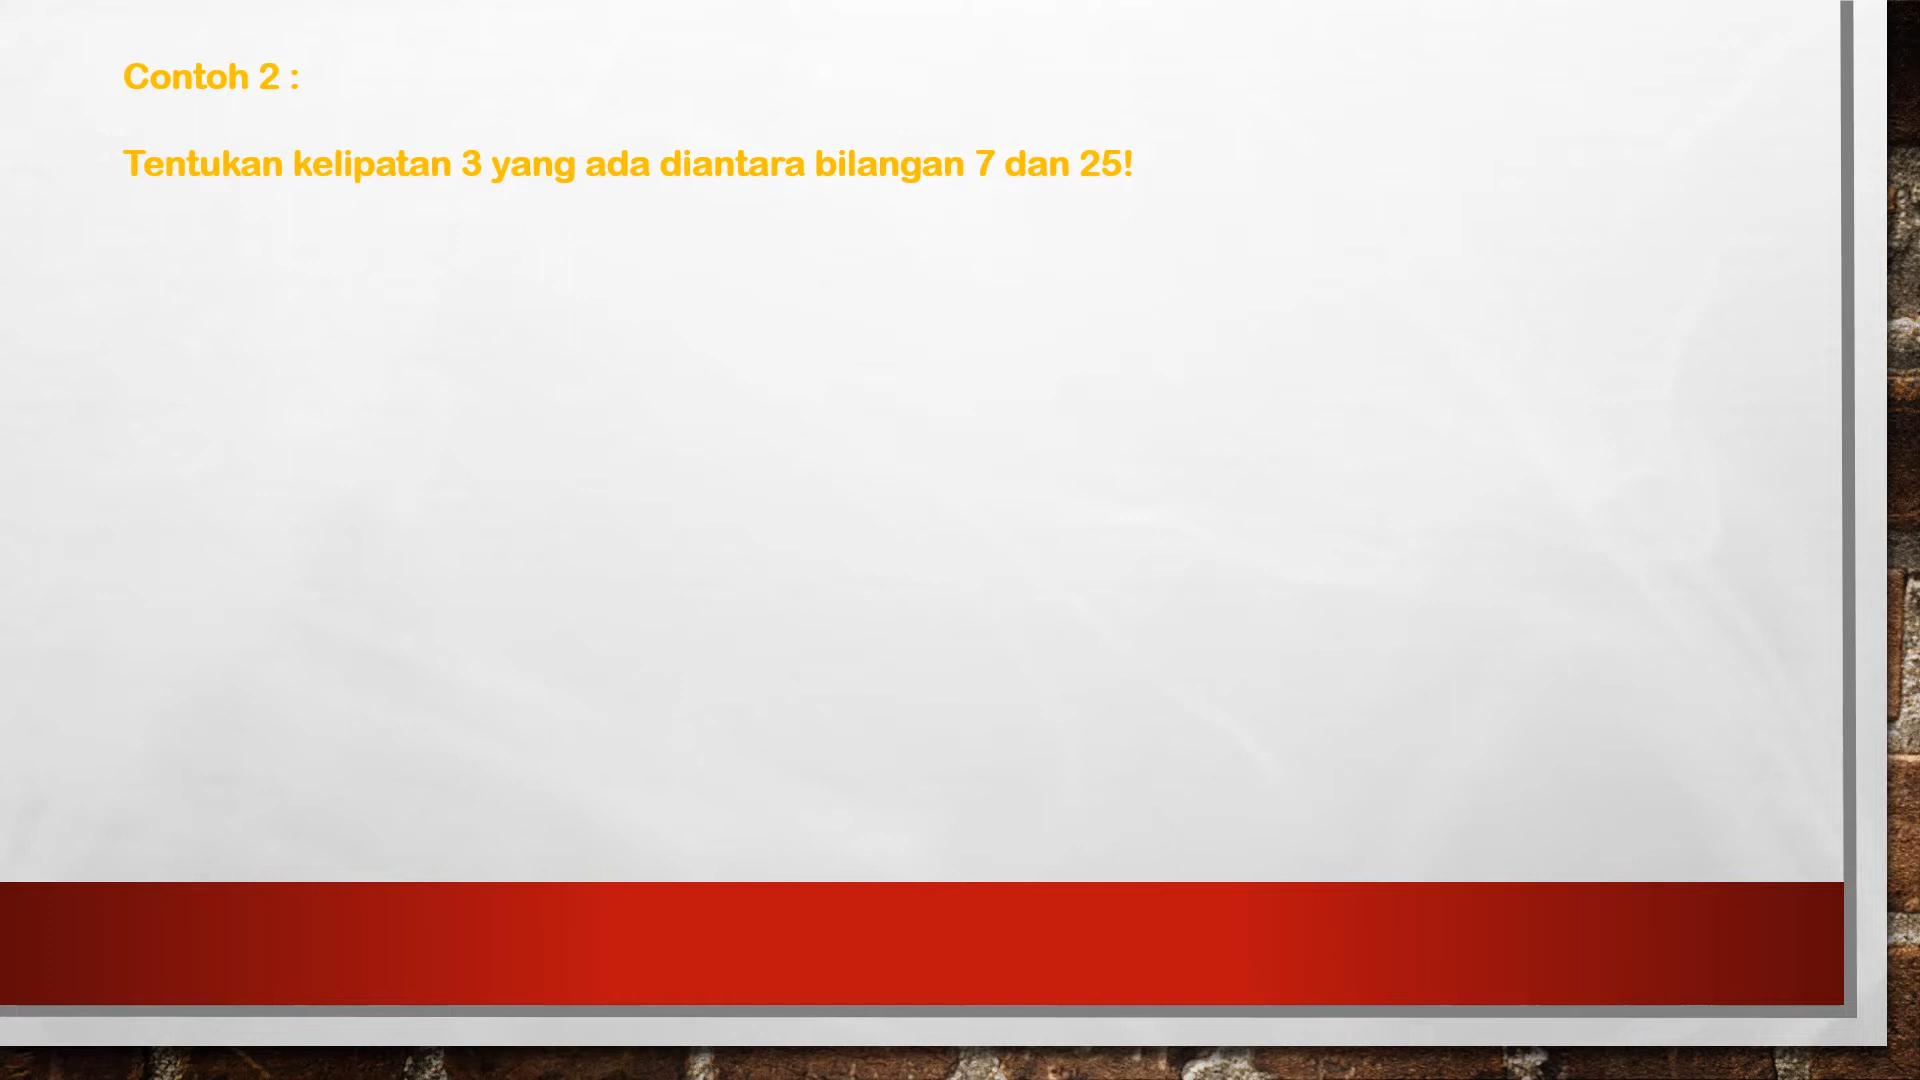 Contoh 2 :
Tentukan kelipatan 3 yang ada diantara bilangan 7 dan 25!